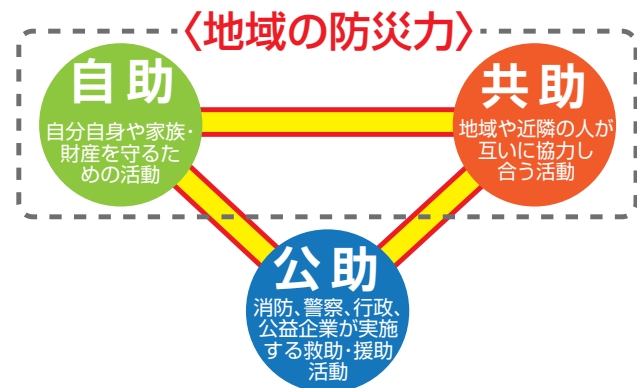 〈地域の防災力〉
自助
自分自身や家族・
財産を守るた
めの活動
共助
地域や近隣の人が
互いに協力し
合う活動
公助
消防、警察、行政、
公益企業が実施
する救助・援助
活動